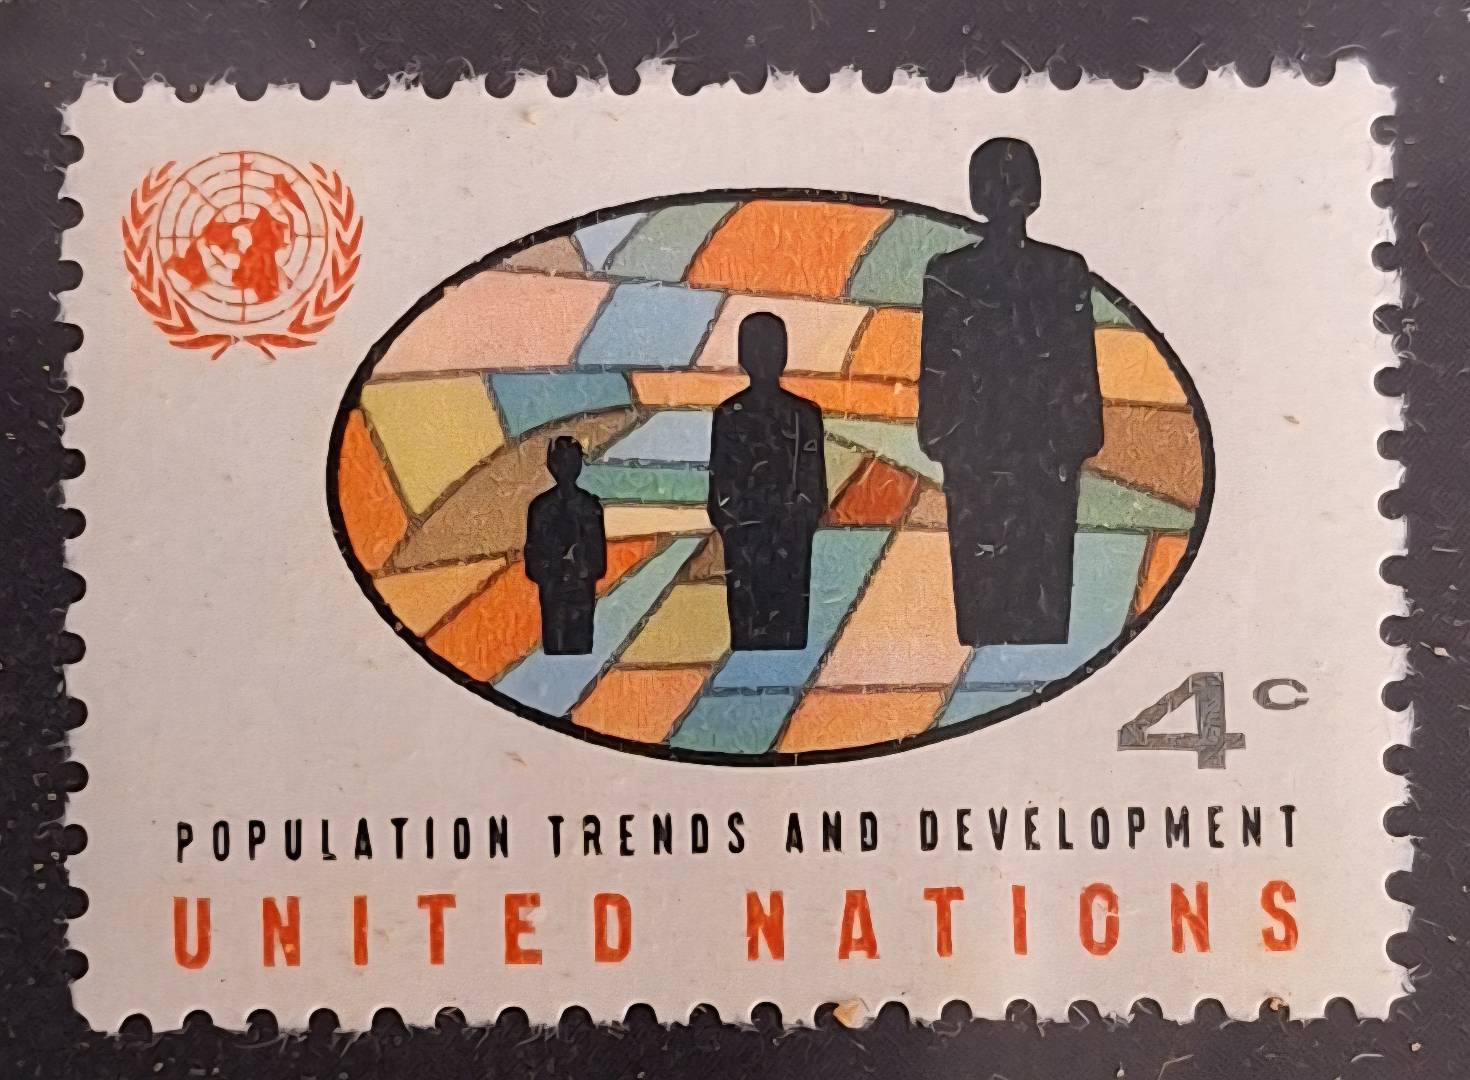 4c
POPULATION TRENDS AND DEVELOPMENT
UNITED NATIONS